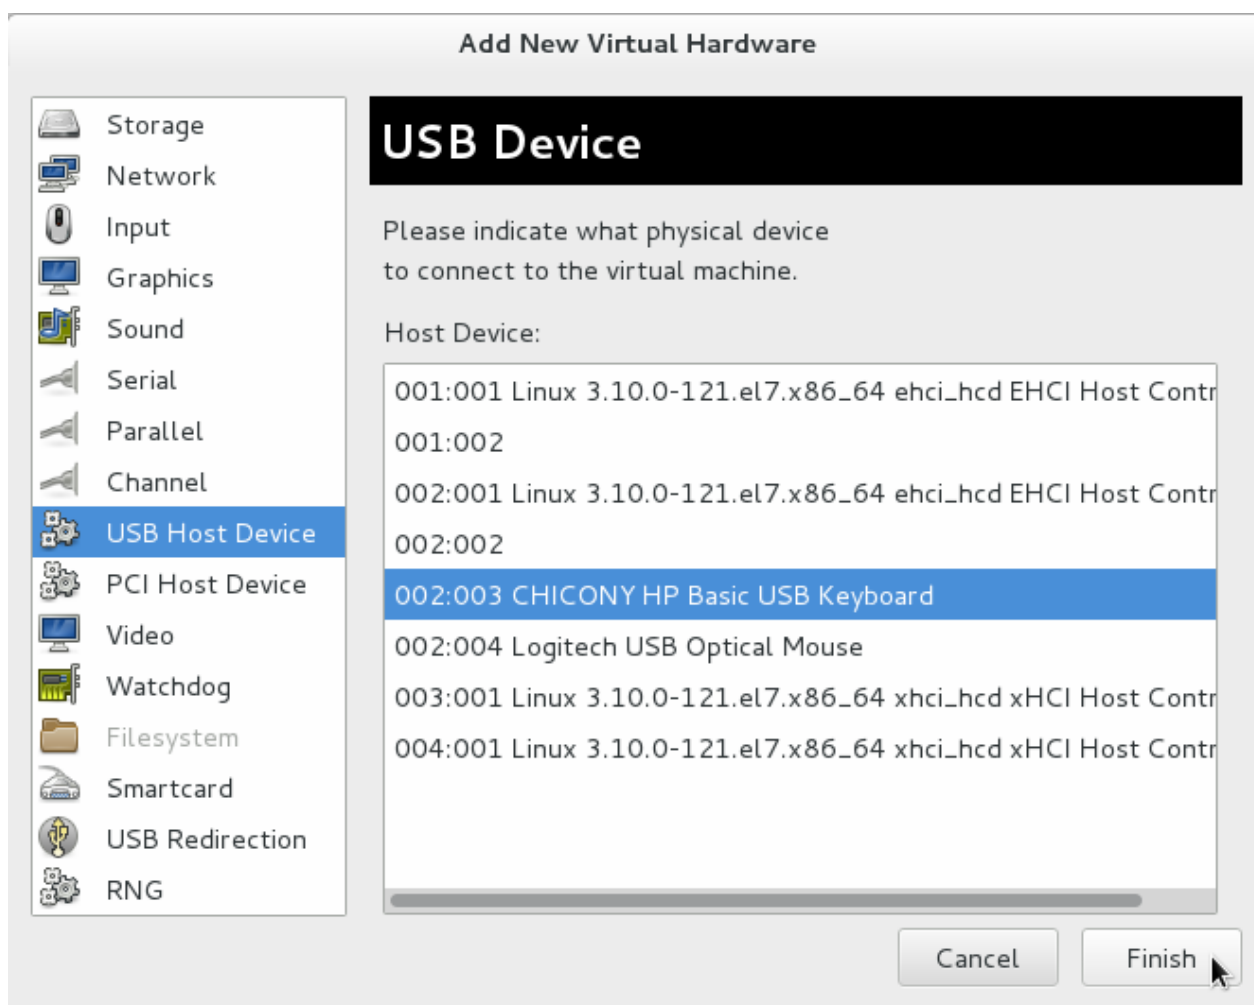 Add New Virtual Hardware
Storage
Network
Input
Graphics
Sound
Serial
Parallel
Channel
USB Host Device
PCI Host Device
Video
Watchdog
Filesystem
Smartcard
USB Redirection
RNG
USB Device
Please indicate what physical device
to connect to the virtual machine.
Host Device:
001:001 Linux 3.10.0-121.el7.x86_64 ehci_hcd EHCI Host Contr
001:002
002:001 Linux 3.10.0-121.el7.x86_64 ehci_hcd EHCI Host Contr
002:002
002:003 CHICONY HP Basic USB Keyboard
002:004 Logitech USB Optical Mouse
003:001 Linux 3.10.0-121.el7.x86_64 xhci_hcd xHCI Host Contr
004:001 Linux 3.10.0-121.el7.x86_64 xhci_hcd xHCI Host Contr
Cancel
Finish